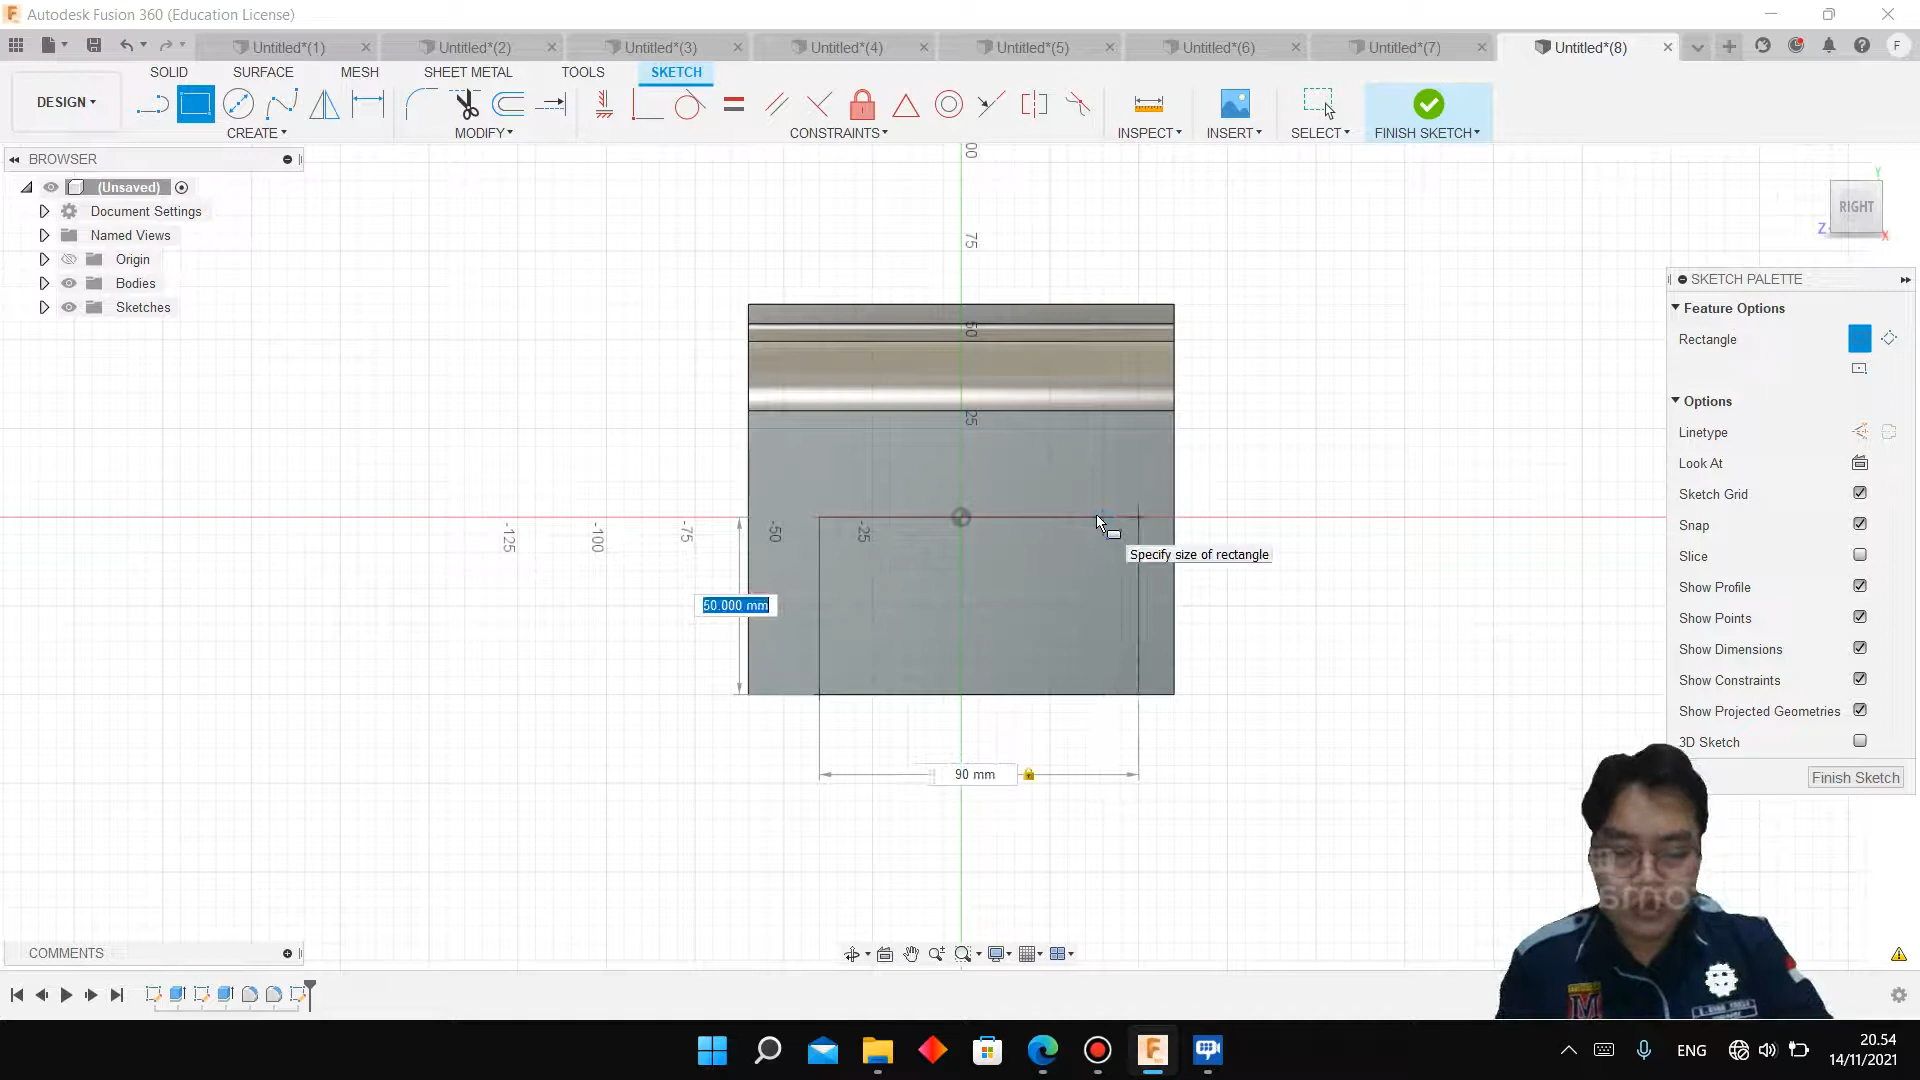 Autodesk Fusion 360 (Education License)
Untitled*(1)
Untitled*(2)
Untitled*(3)
Untitled*(4)
Untitled*(5)
Untitled*(6)
Untitled*(7)
Untitled*(8)
F
SOLID
SURFACE
MESH
SHEET METAL
TOOLS
SKETCH
DESIGN
CREATE
MODIFY
CONSTRAINTS
INSPECT
INSERT
SELECT
FINISH SKETCH
BROWSER
(Unsaved)
Document Settings
Named Views
Origin
Bodies
Sketches
00
75
50
25
-125
-100
-75
-50
-25
Specify size of rectangle
50.000 mm
90 mm
Y
RIGHT
Z
X
SKETCH PALETTE
Feature Options
Rectangle
Options
Linetype
Look At
Sketch Grid
Snap
Slice
Show Profile
Show Points
Show Dimensions
Show Constraints
Show Projected Geometries
3D Sketch
Finish Sketch
COMMENTS
ENG
20.54
14/11/2021